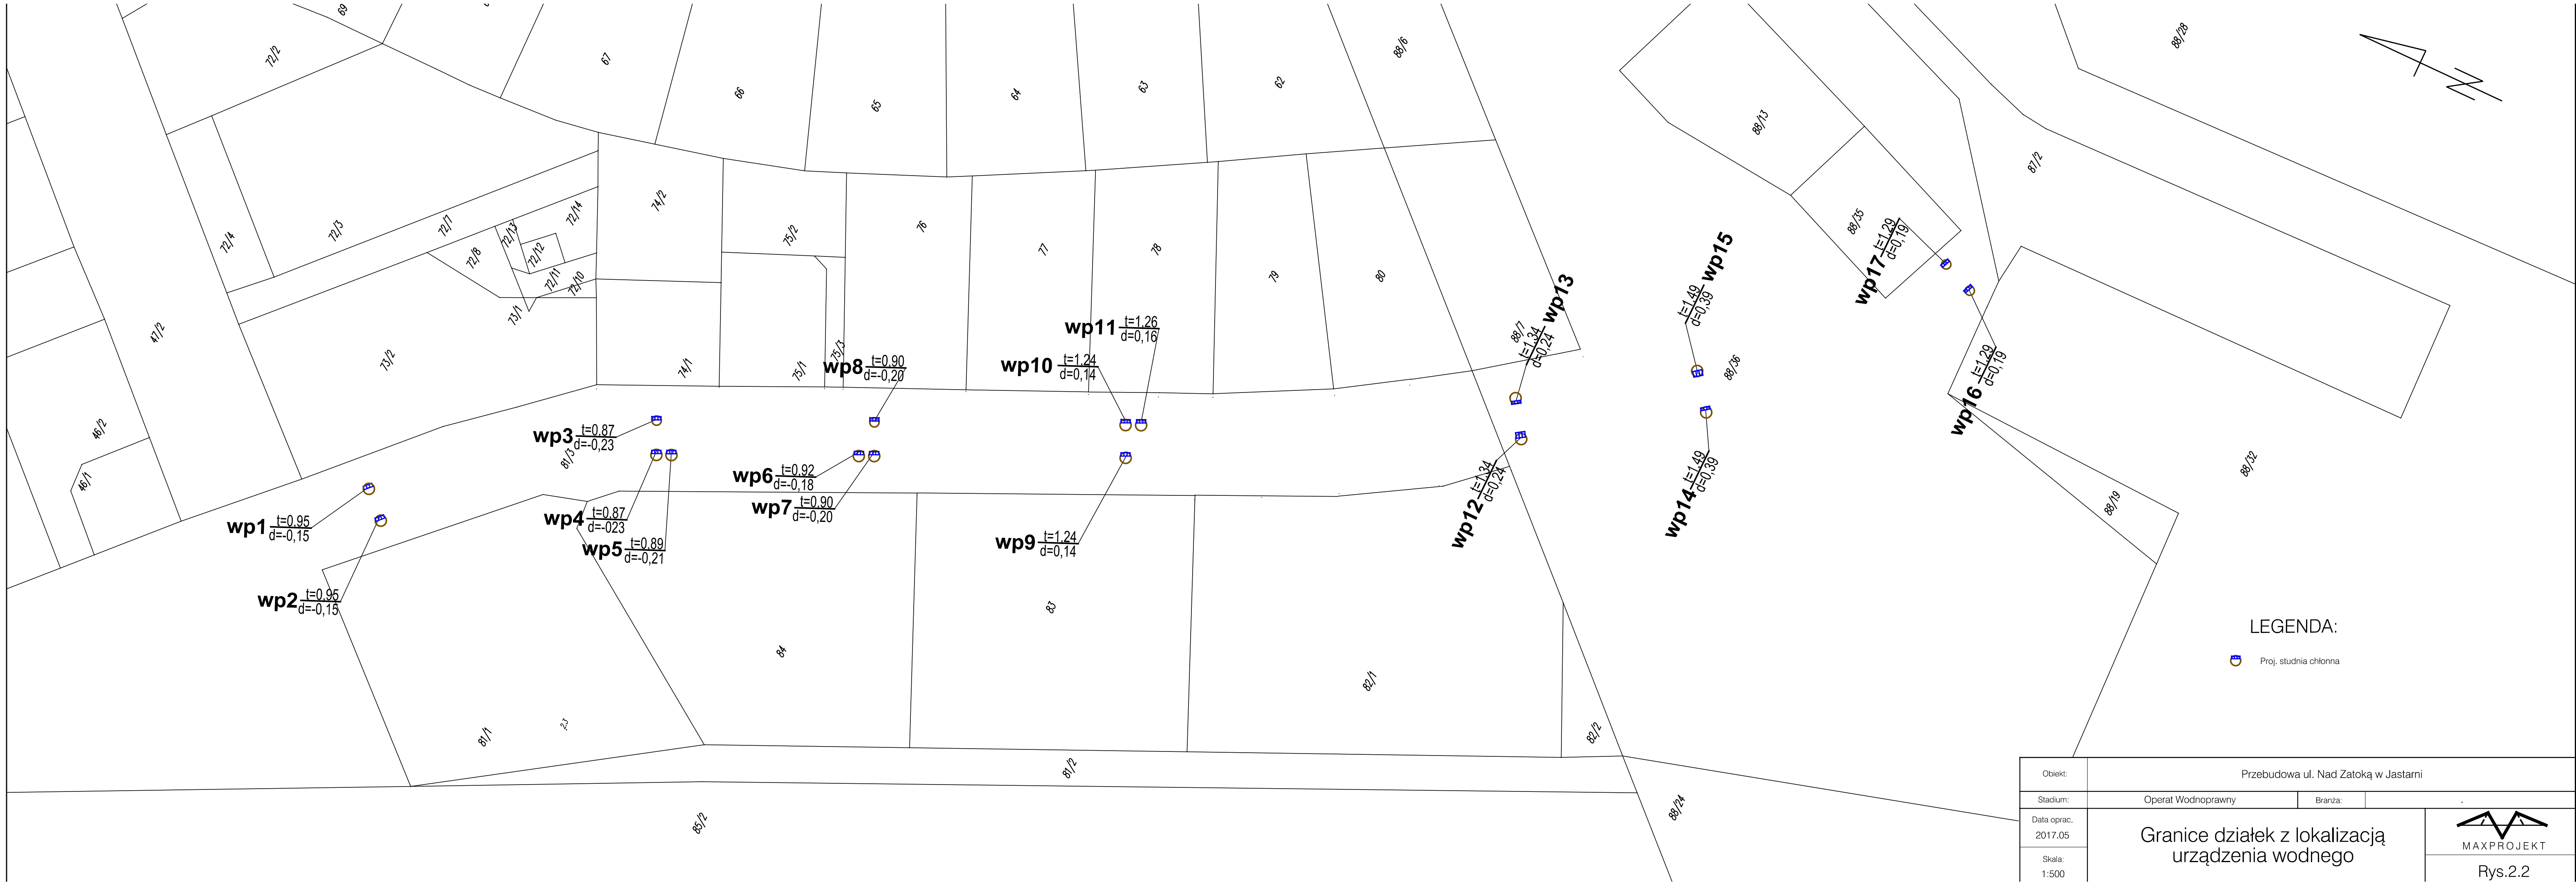 69
72/2
67
66
65
64
63
62
88/6
88/28
88/13
87/2
47/2
72/4
72/3
72/7
72/8
72/13
72/12
72/14
72/11
72/10
73/1
73/2
74/2
74/1
75/2
75/1
75/3
76
77
78
79
80
88/7
88/35
88/36
46/2
46/1
81/3
wp1 t=0.95
d=-0,15
wp2 t=0.95
d=-0,15
wp3 t=0.87
d=-0,23
wp4 t=0.87
d=-023
wp5 t=0.89
d=-0,21
wp6 t=0.92
d=-0,18
wp7 t=0.90
d=-0,20
wp8 t=0.90
d=-0,20
wp9 t=1,24
d=0,14
wp10 t=1,24
d=0,14
wp11 t=1,26
d=0,16
wp12 t=1,34
d=0,24
t=1,34 wp13
d=0,24
wp14 t=1,49
d=0,39
t=1,49 wp15
d=0,39
wp16 t=1,29
d=0,19
wp17 t=1,29
d=0,19
88/32
88/19
84
83
82/1
82/2
81/1
2.3
81/2
85/2
88/24
LEGENDA:
Proj. studnia chłonna
Obiekt: Przebudowa ul. Nad Zatoką w Jastarni
Stadium: Operat Wodnoprawny Branża: .
Data oprac.
2017.05
Skala:
1:500
Granice działek z lokalizacją
urządzenia wodnego
MAXPROJEKT
Rys.2.2